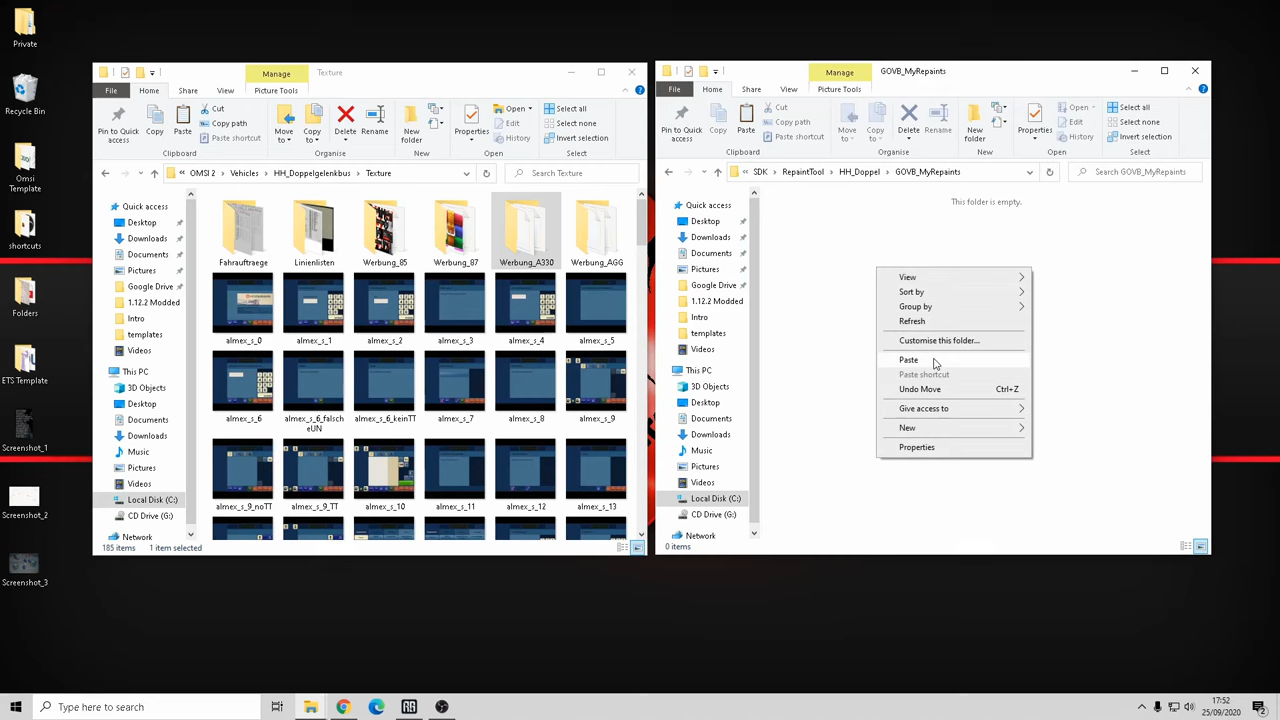 Private
Recycle Bin
Omsi
Template
shortcuts
Folders
ETS Template
Screenshot_1
Screenshot_2
Screenshot_3
Manage
Texture
File
Home
Share
View
Picture Tools
Pin to Quick
access
Copy
Paste
Cut
Copy path
Paste shortcut
Clipboard
Move
to
Copy
to
Delete
Rename
Organise
New
folder
New
Properties
Open
Edit
History
Open
Select all
Select none
Invert selection
Select
OMSI 2
Vehicles
HH_Doppelgelenkbus
Texture
Search Texture
Quick access
Desktop
Downloads
Documents
Pictures
Google Drive
1.12.2 Modded
Intro
templates
Videos
This PC
3D Objects
Desktop
Documents
Downloads
Music
Pictures
Videos
Local Disk (C:)
CD Drive (G:)
Network
Fahrauftraege
Linienlisten
Werbung_85
Werbung_87
Werbung_A330
Werbung_AGG
almex_s_0
almex_s_1
almex_s_2
almex_s_3
almex_s_4
almex_s_5
almex_s_6
almex_s_6_falsch
eUN
almex_s_6_keinTT
almex_s_7
almex_s_8
almex_s_9
almex_s_9_noTT
almex_s_9_TT
almex_s_10
almex_s_11
almex_s_12
almex_s_13
185 items
1 item selected
Manage
GOVB_MyRepaints
File
Home
Share
View
Picture Tools
Pin to Quick
access
Copy
Paste
Cut
Copy path
Paste shortcut
Clipboard
Move
to
Copy
to
Delete
Rename
Organise
New
folder
New
Properties
Open
Edit
History
Open
Select all
Select none
Invert selection
Select
SDK
RepaintTool
HH_Doppel
GOVB_MyRepaints
Search GOVB_MyRepaints
Quick access
Desktop
Downloads
Documents
Pictures
Google Drive
1.12.2 Modded
Intro
templates
Videos
This PC
3D Objects
Desktop
Documents
Downloads
Music
Pictures
Videos
Local Disk (C:)
CD Drive (G:)
Network
This folder is empty.
View
Sort by
Group by
Refresh
Customise this folder...
Paste
Paste shortcut
Undo Move Ctrl+Z
Give access to
New
Properties
0 items
Type here to search
17:52
25/09/2020
2